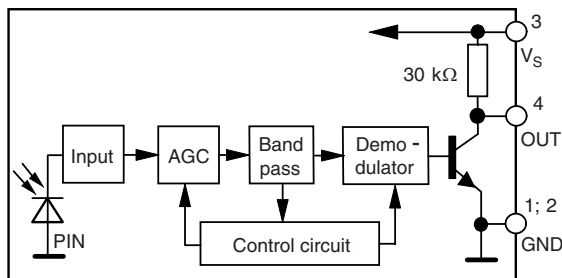 3
V_S
30 kΩ
4
OUT
Input
AGC
Band
pass
Demo -
dulator
1; 2
GND
PIN
Control circuit